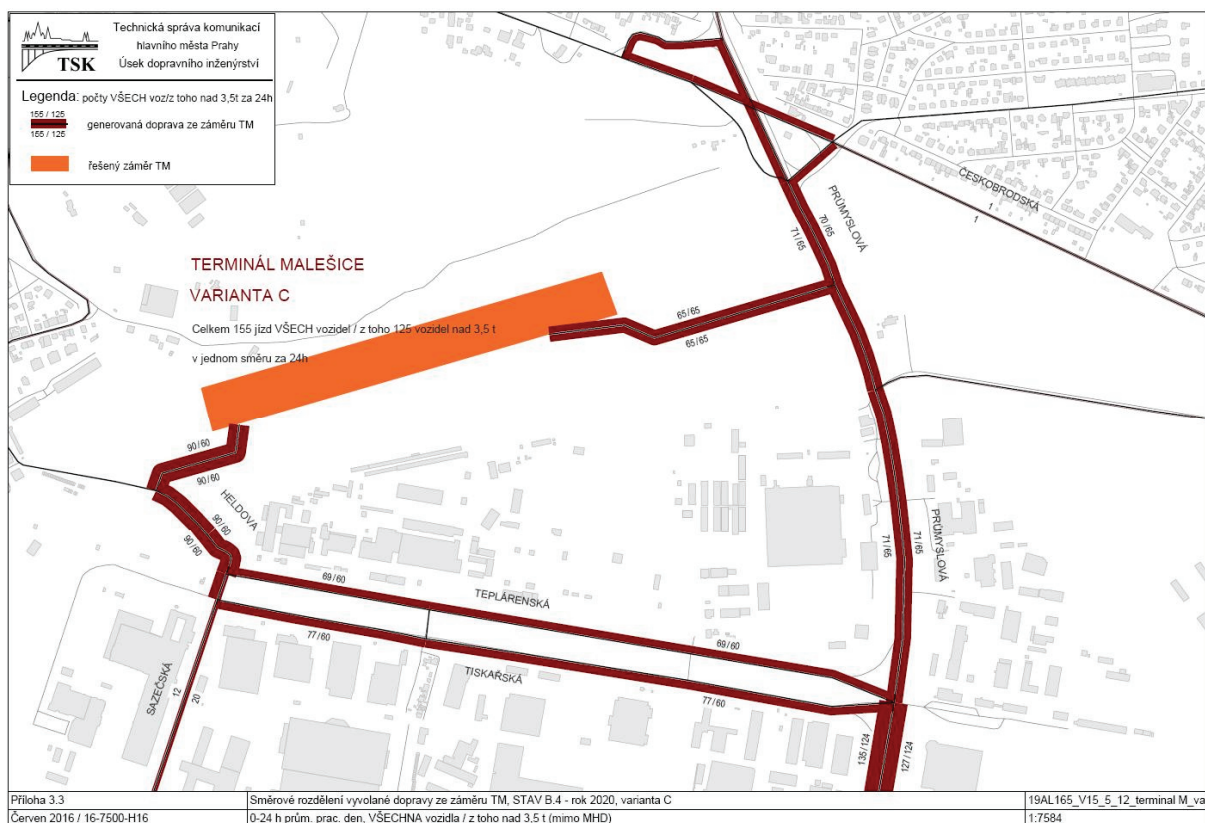 Technická správa komunikací
hlavního města Prahy
Úsek dopravního inženýrství
TSK
Legenda: počty VŠECH voz/z toho nad 3,5t za 24h
155 / 125
155 / 125
generovaná doprava ze záměru TM
řešený záměr TM
ČESKOBRODSKÁ
1
1
PRŮMYSLOVÁ
70/65
71/65
TERMINÁL MALEŠICE
VARIANTA C
Celkem 155 jízd VŠECH vozidel / z toho 125 vozidel nad 3,5 t
v jednom směru za 24h
65/65
65/65
90/60
90/60
HELDOVA
90/60
90/60
71/65
71/65
PRŮMYSLOVÁ
69/60
TEPLÁRENSKÁ
69/60
77/60
TISKAŘSKÁ
77/60
SAZEČSKÁ
12
20
135/124
127/124
Příloha 3.3
Směrové rozdělení vyvolané dopravy ze záměru TM, STAV B.4 - rok 2020, varianta C
19AL165_V15_5_12_terminal M_va
Červen 2016 / 16-7500-H16
0-24 h prům. prac. den, VŠECHNA vozidla / z toho nad 3,5 t (mimo MHD)
1:7584